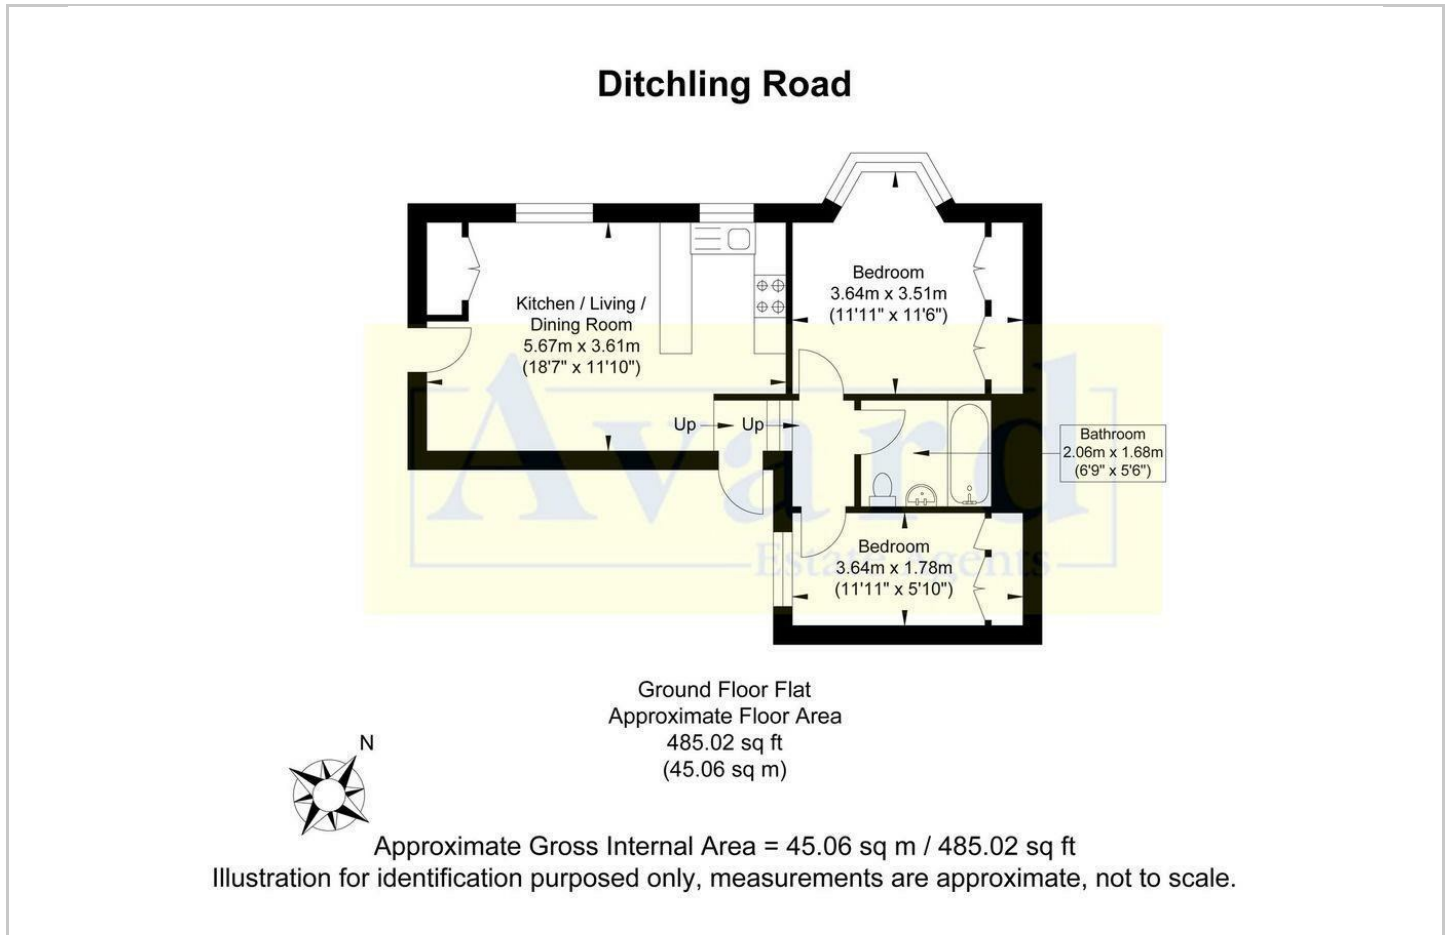 Ditchling Road
Bedroom
3.64m x 3.51m
(11'11" x 11'6")
Kitchen / Living /
Dining Room
5.67m x 3.61m
(18'7" x 11'10")
Up
Up
Bathroom
2.06m x 1.68m
(6'9" x 5'6")
Bedroom
3.64m x 1.78m
(11'11" x 5'10")
Avard
Estate Agents
Ground Floor Flat
Approximate Floor Area
485.02 sq ft
(45.06 sq m)
N
Approximate Gross Internal Area = 45.06 sq m / 485.02 sq ft
Illustration for identification purposed only, measurements are approximate, not to scale.